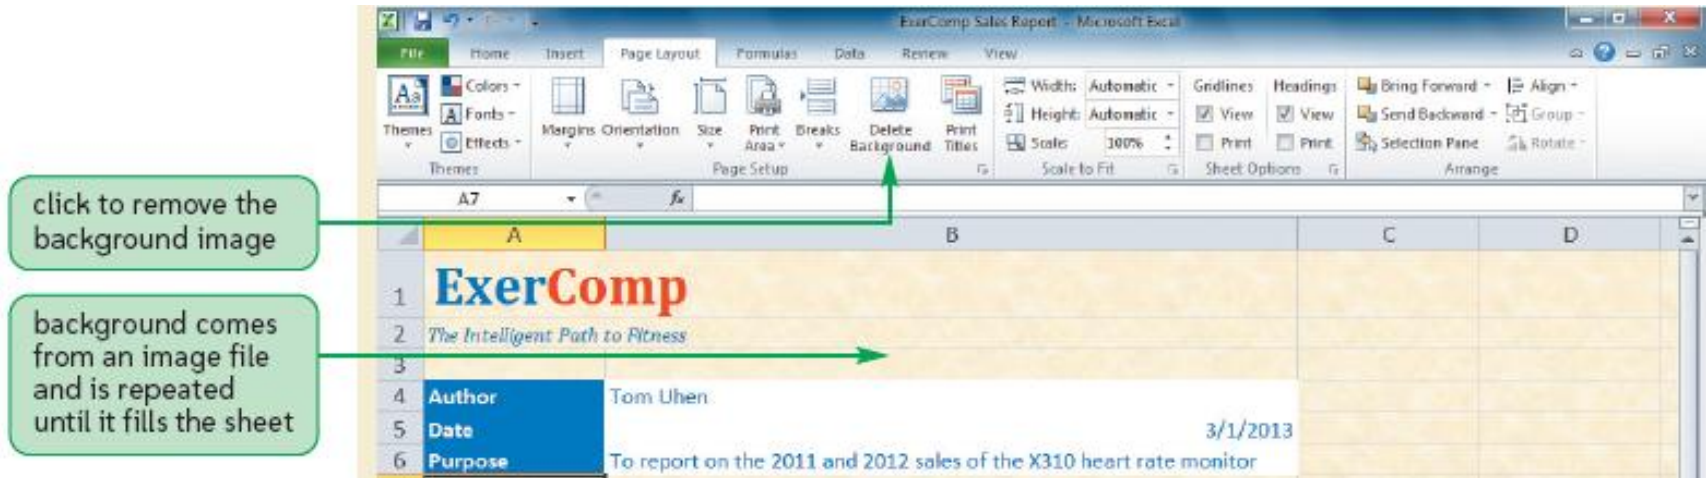 ExerComp Sales Report - Microsoft Excel
File Home Insert Page Layout Formulas Data Review View
Themes
Colors
Fonts
Effects
Themes
Margins
Orientation
Size
Print Area
Breaks
Delete Background
Print Titles
Page Setup
Width: Automatic
Height: Automatic
Scale: 100%
Scale to Fit
Gridlines
View
Print
Headings
View
Print
Sheet Options
Bring Forward
Send Backward
Selection Pane
Align
Group
Rotate
Arrange
A7 fx
click to remove the
background image
A B C D
1 ExerComp
2 The Intelligent Path to Fitness
3
background comes
from an image file
and is repeated
until it fills the sheet
4 Author Tom Uhen
5 Date 3/1/2013
6 Purpose To report on the 2011 and 2012 sales of the X310 heart rate monitor